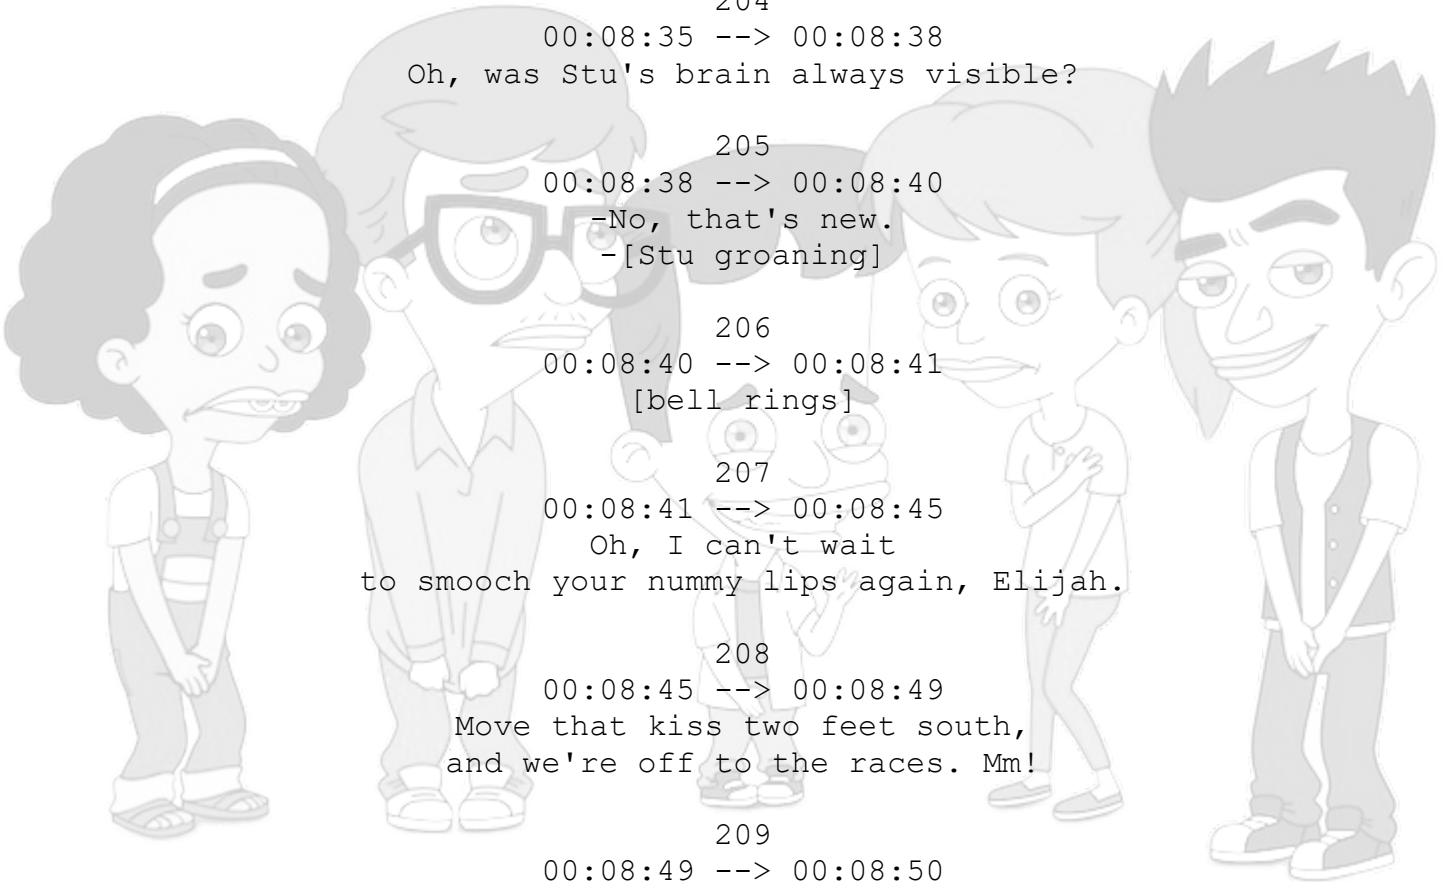 204
00:08:35 --> 00:08:38
Oh, was Stu's brain always visible?
205
00:08:38 --> 00:08:40
-No, that's new.
-[Stu groaning]
206
00:08:40 --> 00:08:41
[bell rings]
207
00:08:41 --> 00:08:45
Oh, I can't wait
to smooch your nummy lips again, Elijah.
208
00:08:45 --> 00:08:49
Move that kiss two feet south,
and we're off to the races. Mm!
209
00:08:49 --> 00:08:50